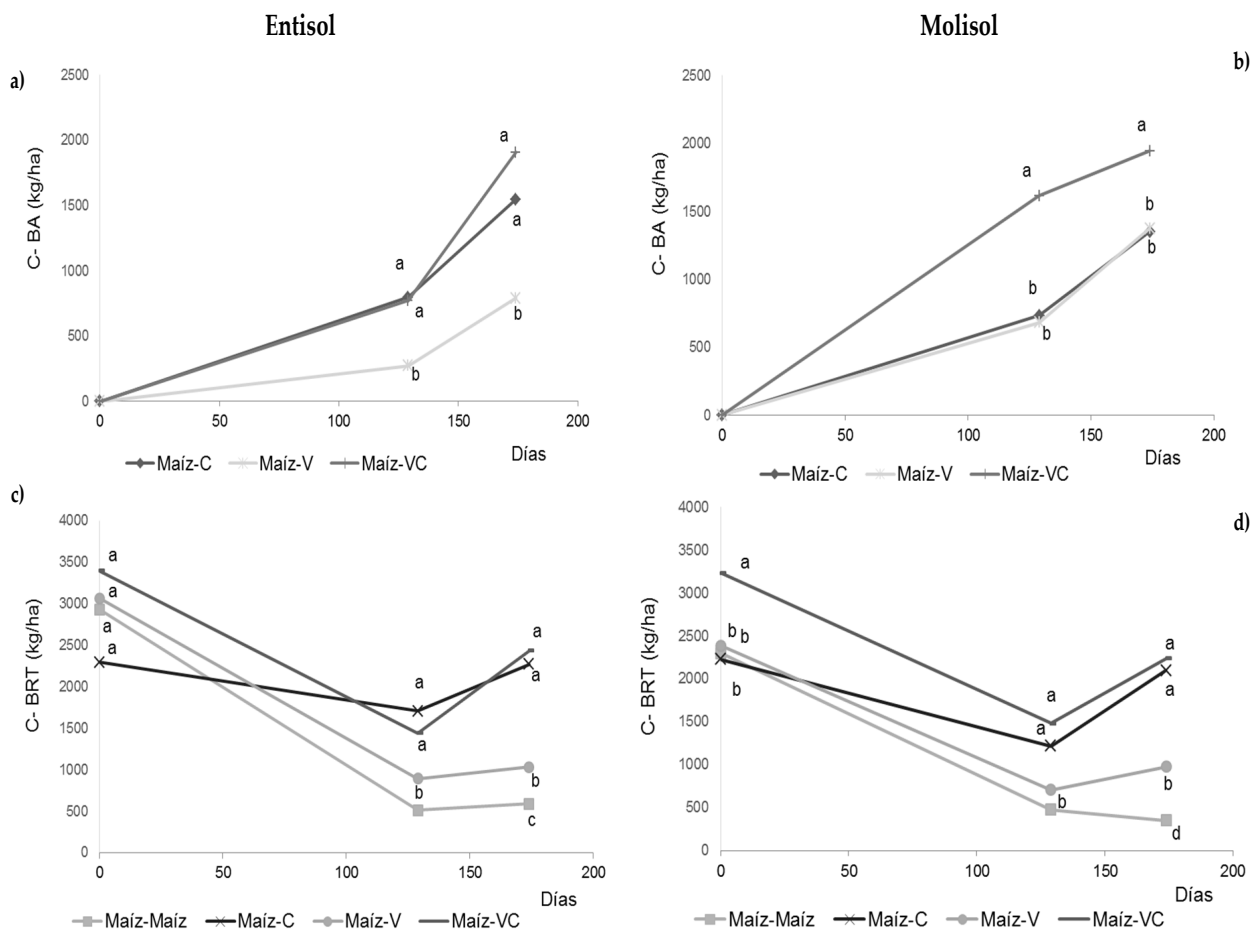 Entisol
Molisol
a)
C- BA (kg/ha)
2500
2000
1500
1000
500
0
0 50 100 150 200
Días
a
a
a
a
b
b
Maíz-C Maíz-V Maíz-VC
b)
C- BA (kg/ha)
2500
2000
1500
1000
500
0
0 50 100 150 200
Días
a
a
b
b
b
b
Maíz-C Maíz-V Maíz-VC
c)
C- BRT (kg/ha)
4000
3500
3000
2500
2000
1500
1000
500
0
0 50 100 150 200
Días
a
a
a
a
a
a
b
a
a
b
c
Maíz-Maíz Maíz-C Maíz-V Maíz-VC
d)
C- BRT (kg/ha)
4000
3500
3000
2500
2000
1500
1000
500
0
0 50 100 150 200
Días
a
b b
b
a
a
b
a
a
b
d
Maíz-Maíz Maíz-C Maíz-V Maíz-VC